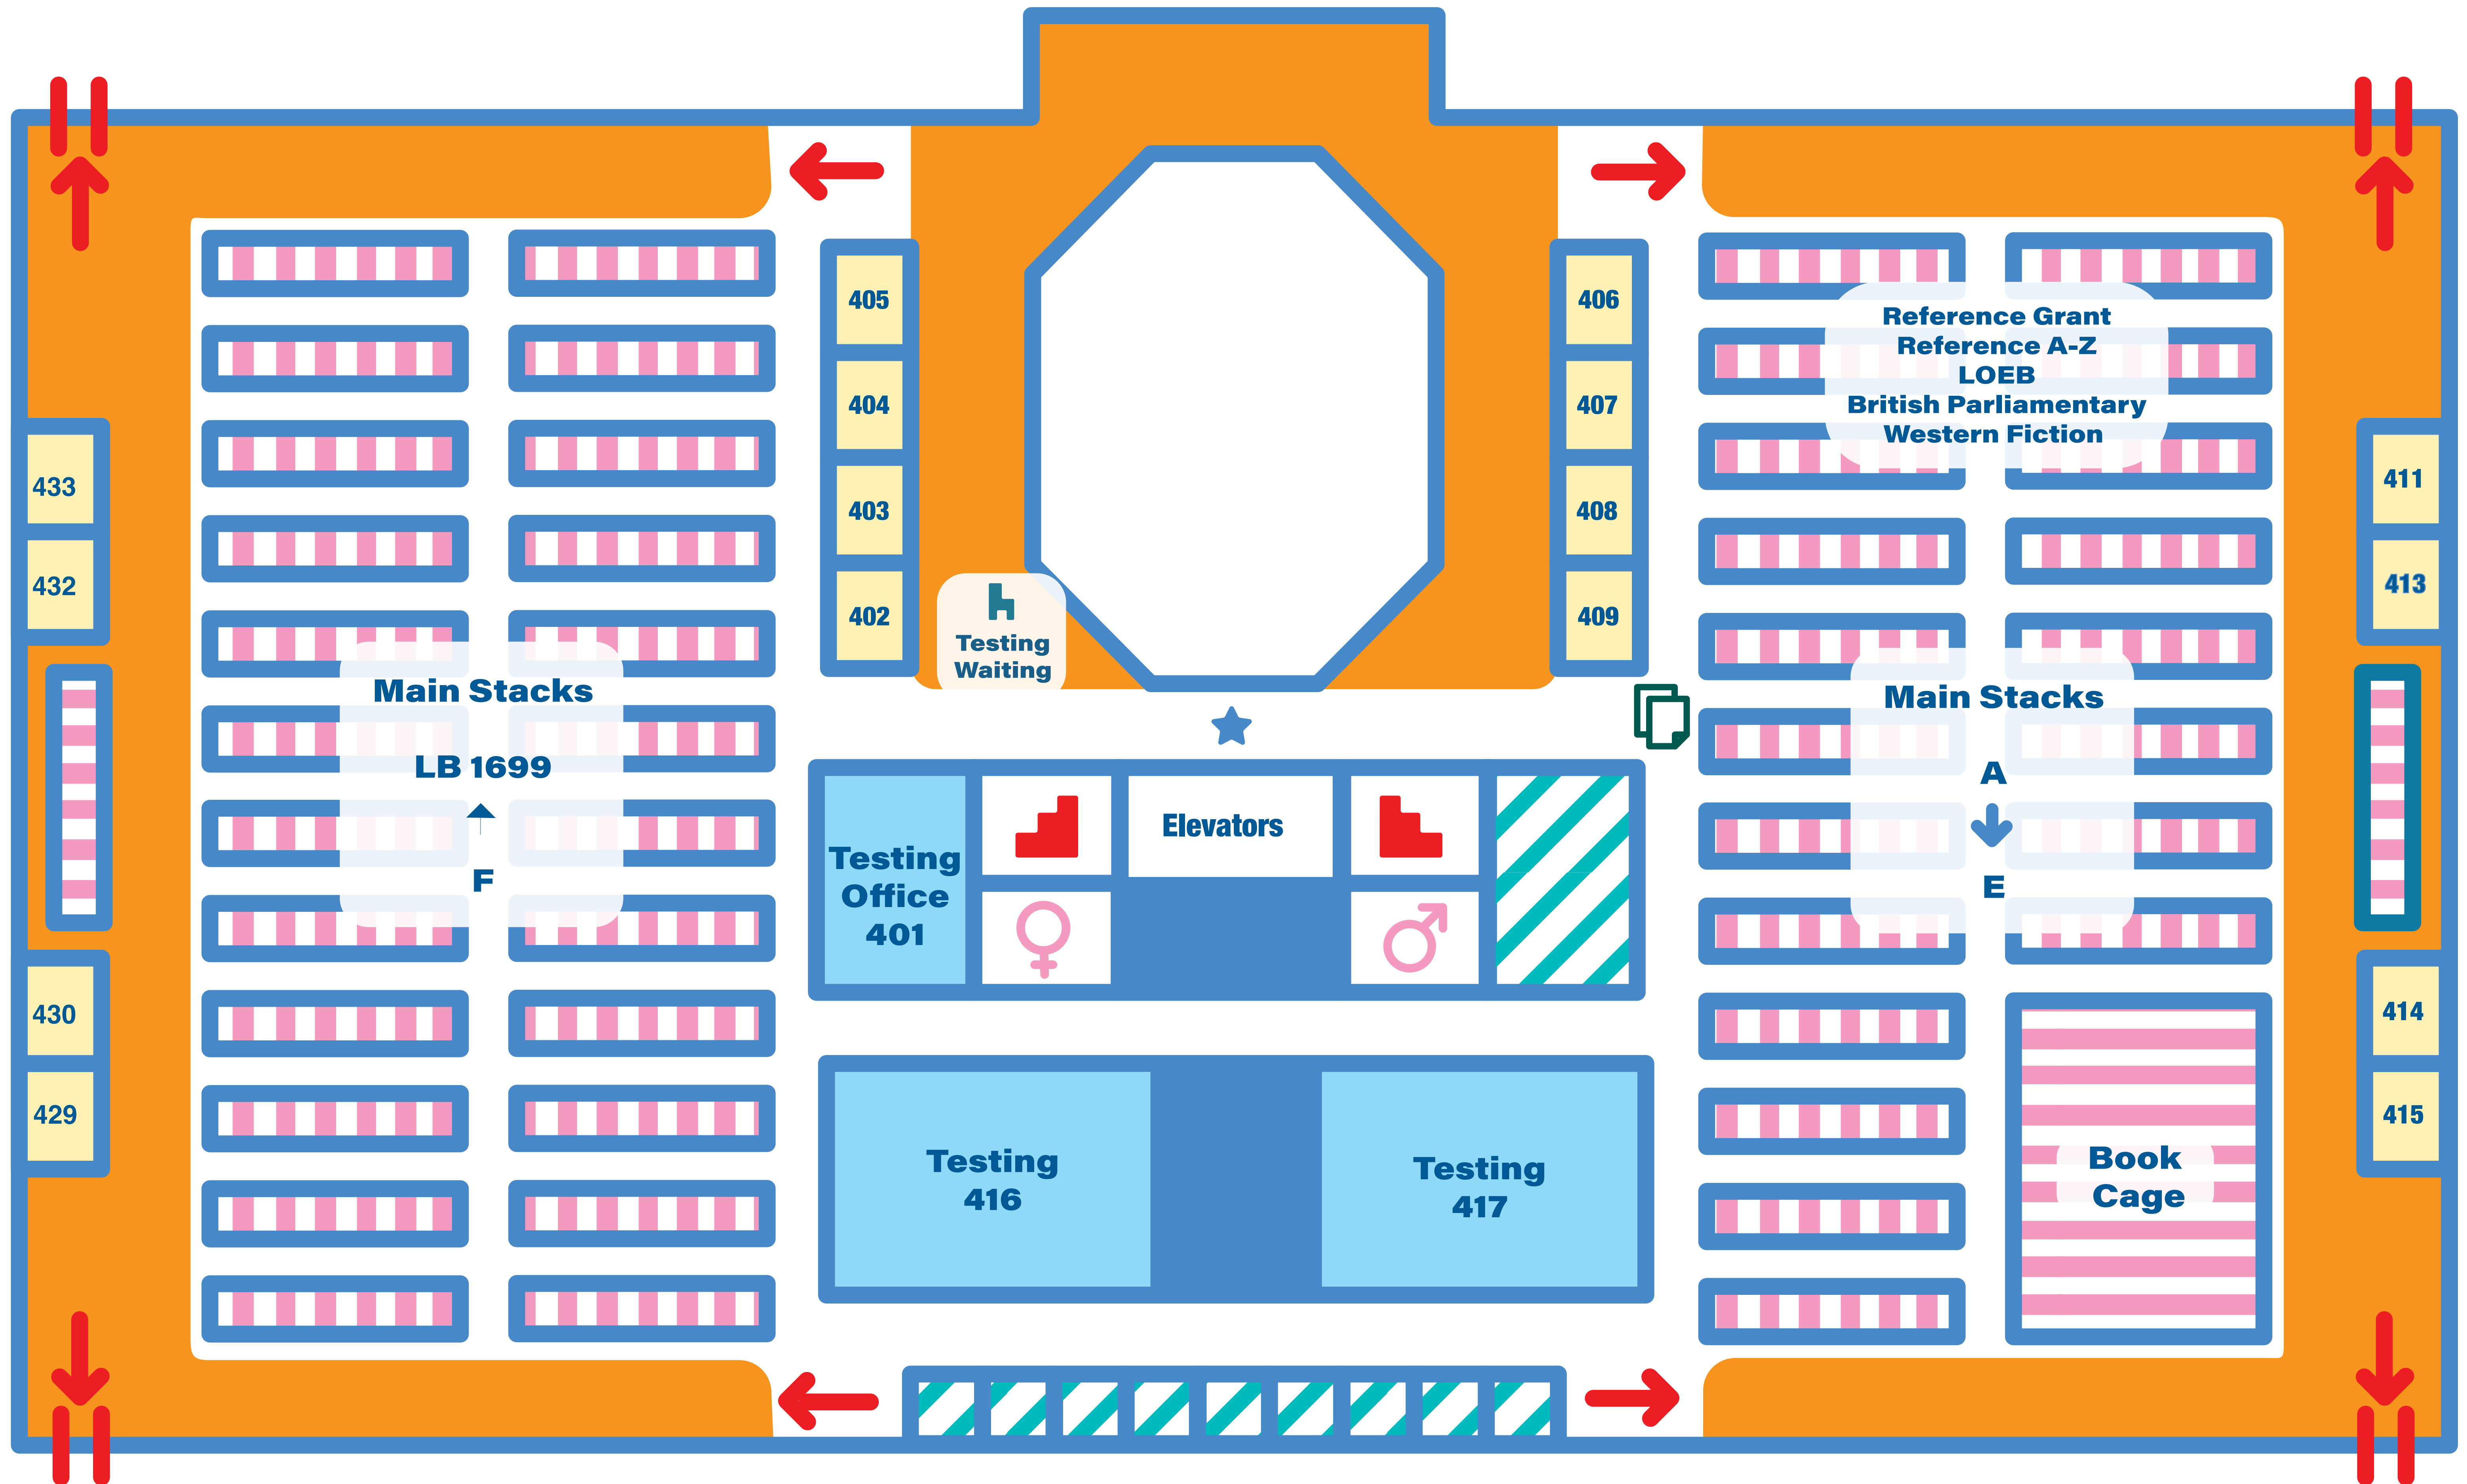 405
404
403
402
406
407
408
409
Reference Grant
Reference A-Z
LOEB
British Parliamentary
Western Fiction
433
432
411
413
Testing
Waiting
Main Stacks
LB 1699
F
Main Stacks
A
E
Elevators
Testing
Office
401
430
429
414
415
Testing
416
Testing
417
Book
Cage